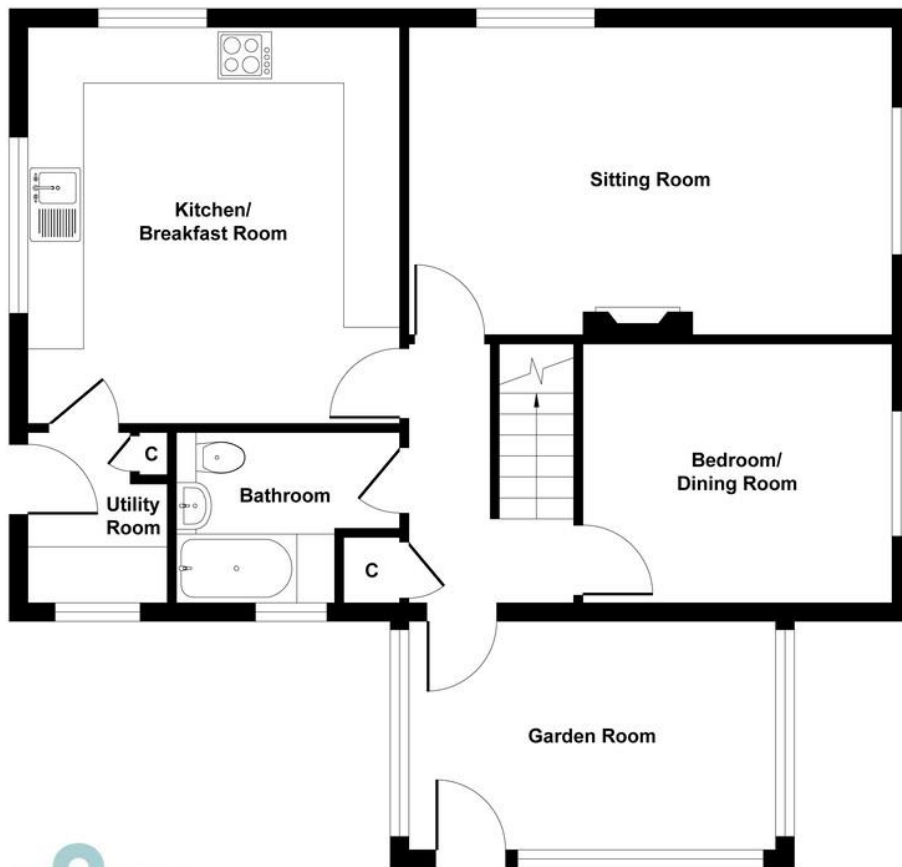 Kitchen/
Breakfast Room
Sitting Room
Bedroom/
Dining Room
C
Utility
Room
Bathroom
C
Garden Room